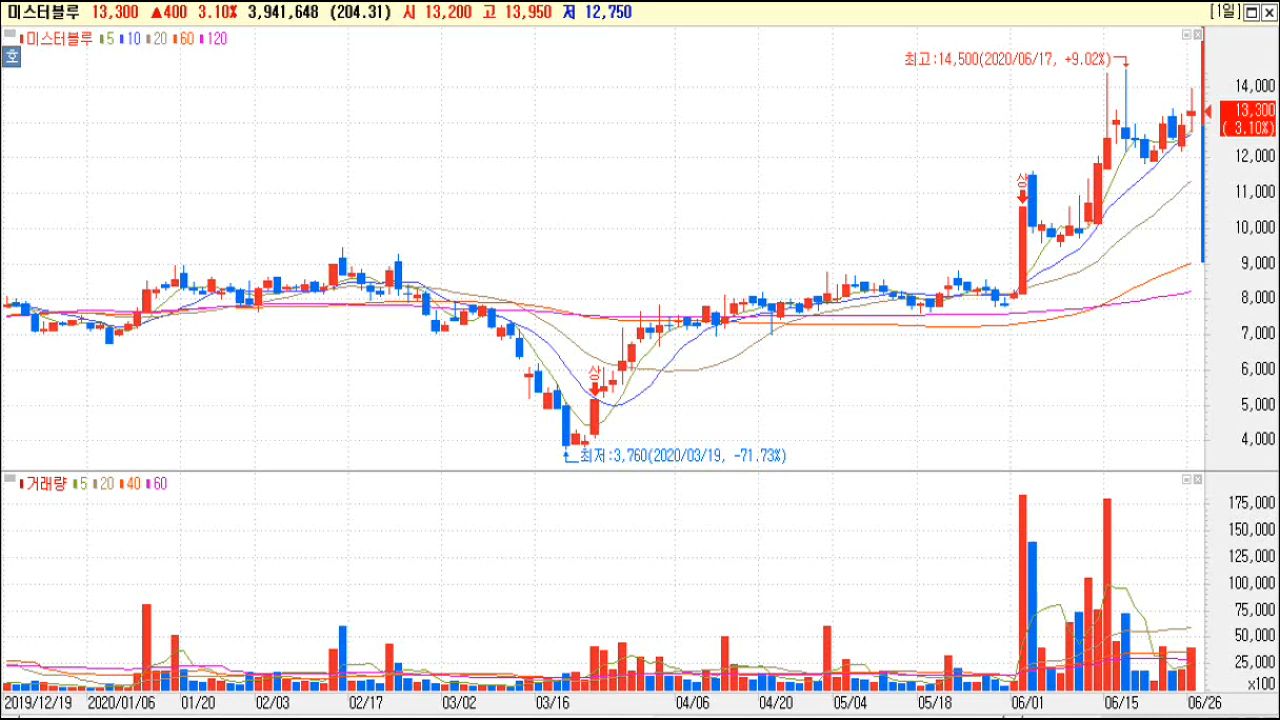 미스터블루 13,300 ▲400 3.10% 3,941,648 (204.31) 시 13,200 고 13,950 저 12,750 [1일]
미스터블루 5 10 20 60 120
호
최고:14,500(2020/06/17, +9.02%)
14,000
13,300
( 3.10%)
12,000
상
11,000
10,000
9,000
8,000
7,000
6,000
상
5,000
4,000
최저:3,760(2020/03/19, -71.73%)
거래량 5 20 40 60
175,000
150,000
125,000
100,000
75,000
50,000
25,000
×100
2019/12/19 2020/01/06 01/20 02/03 02/17 03/02 03/16 04/06 04/20 05/04 05/18 06/01 06/15 06/26